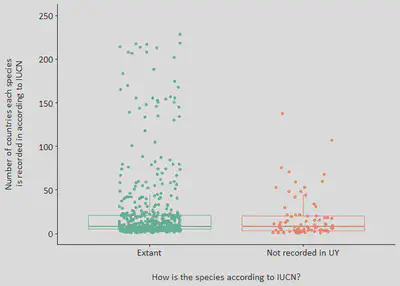 250
200
150
100
50
0
Number of countries each species
is recorded in according to IUCN
Extant
Not recorded in UY
How is the species according to IUCN?